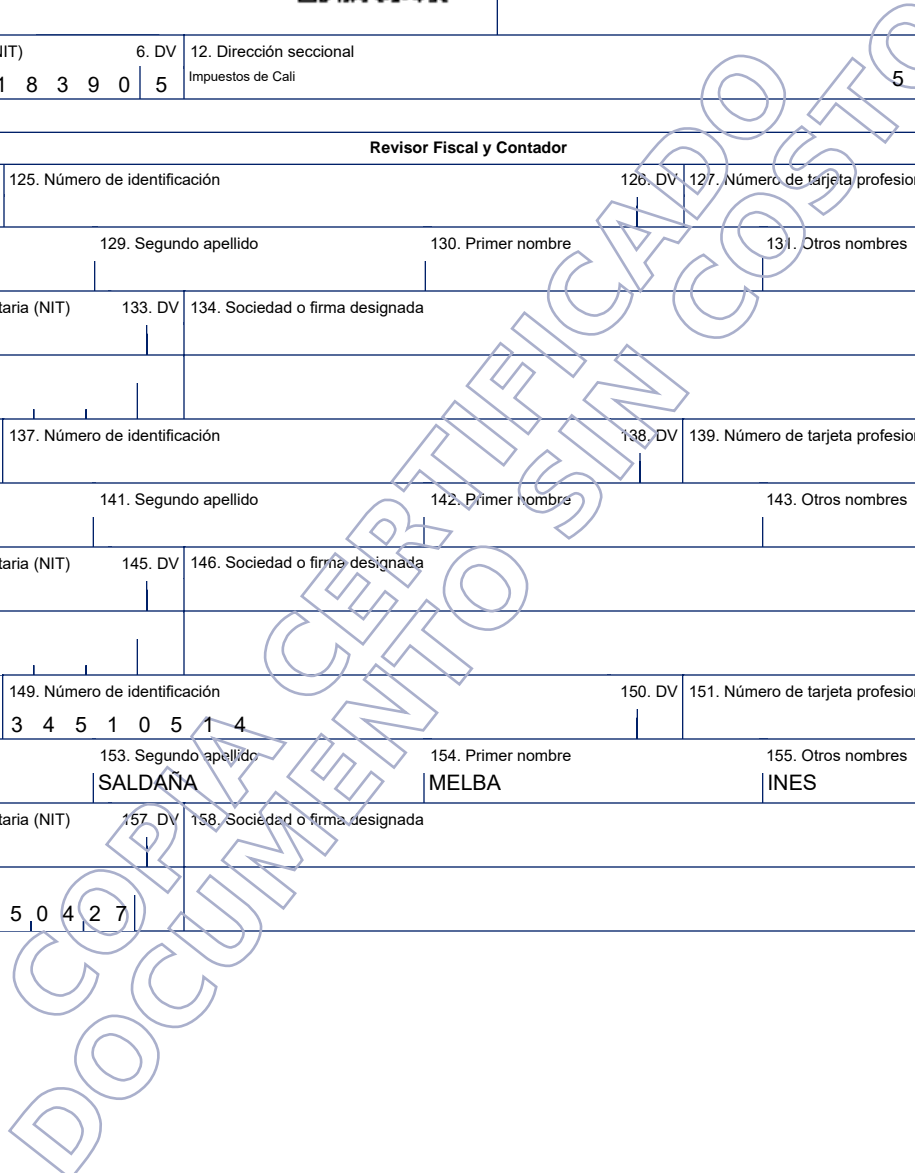 NIT) 6. DV 12. Dirección seccional
1 8 3 9 0 5 Impuestos de Cali 5
Revisor Fiscal y Contador
125. Número de identificación 126. DV 127. Número de tarjeta profesion
129. Segundo apellido 130. Primer nombre 131. Otros nombres
taria (NIT) 133. DV 134. Sociedad o firma designada
137. Número de identificación 138. DV 139. Número de tarjeta profesion
141. Segundo apellido 142. Primer nombre 143. Otros nombres
taria (NIT) 145. DV 146. Sociedad o firma designada
149. Número de identificación 150. DV 151. Número de tarjeta profesion
3 4 5 1 0 5 1 4
153. Segundo apellido 154. Primer nombre 155. Otros nombres
SALDAÑA MELBA INES
taria (NIT) 157. DV 158. Sociedad o firma designada
5 0 4 2 7
COPIA CERTIFICADO
DOCUMENTO SIN COSTO